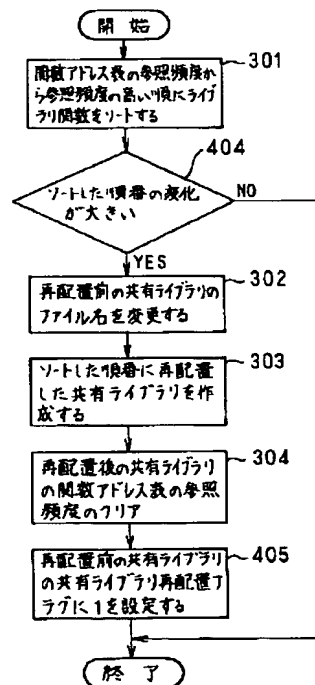 開始
301
関数アドレス表の参照頻度か
ら参照頻度の高い順にライブ
ラリ関数をソートする
404
ソートした順番の変化
が大きい
NO
YES
302
再配置前の共有ライブラリの
ファイル名を変更する
303
ソートした順番に再配置
した共有ライブラリを作
成する
304
再配置後の共有ライブラリ
の関数アドレス表の参照
頻度のクリア
405
再配置前の共有ライブラリの
共有ライブラリ再配置フ
ラグに1を設定する
終了